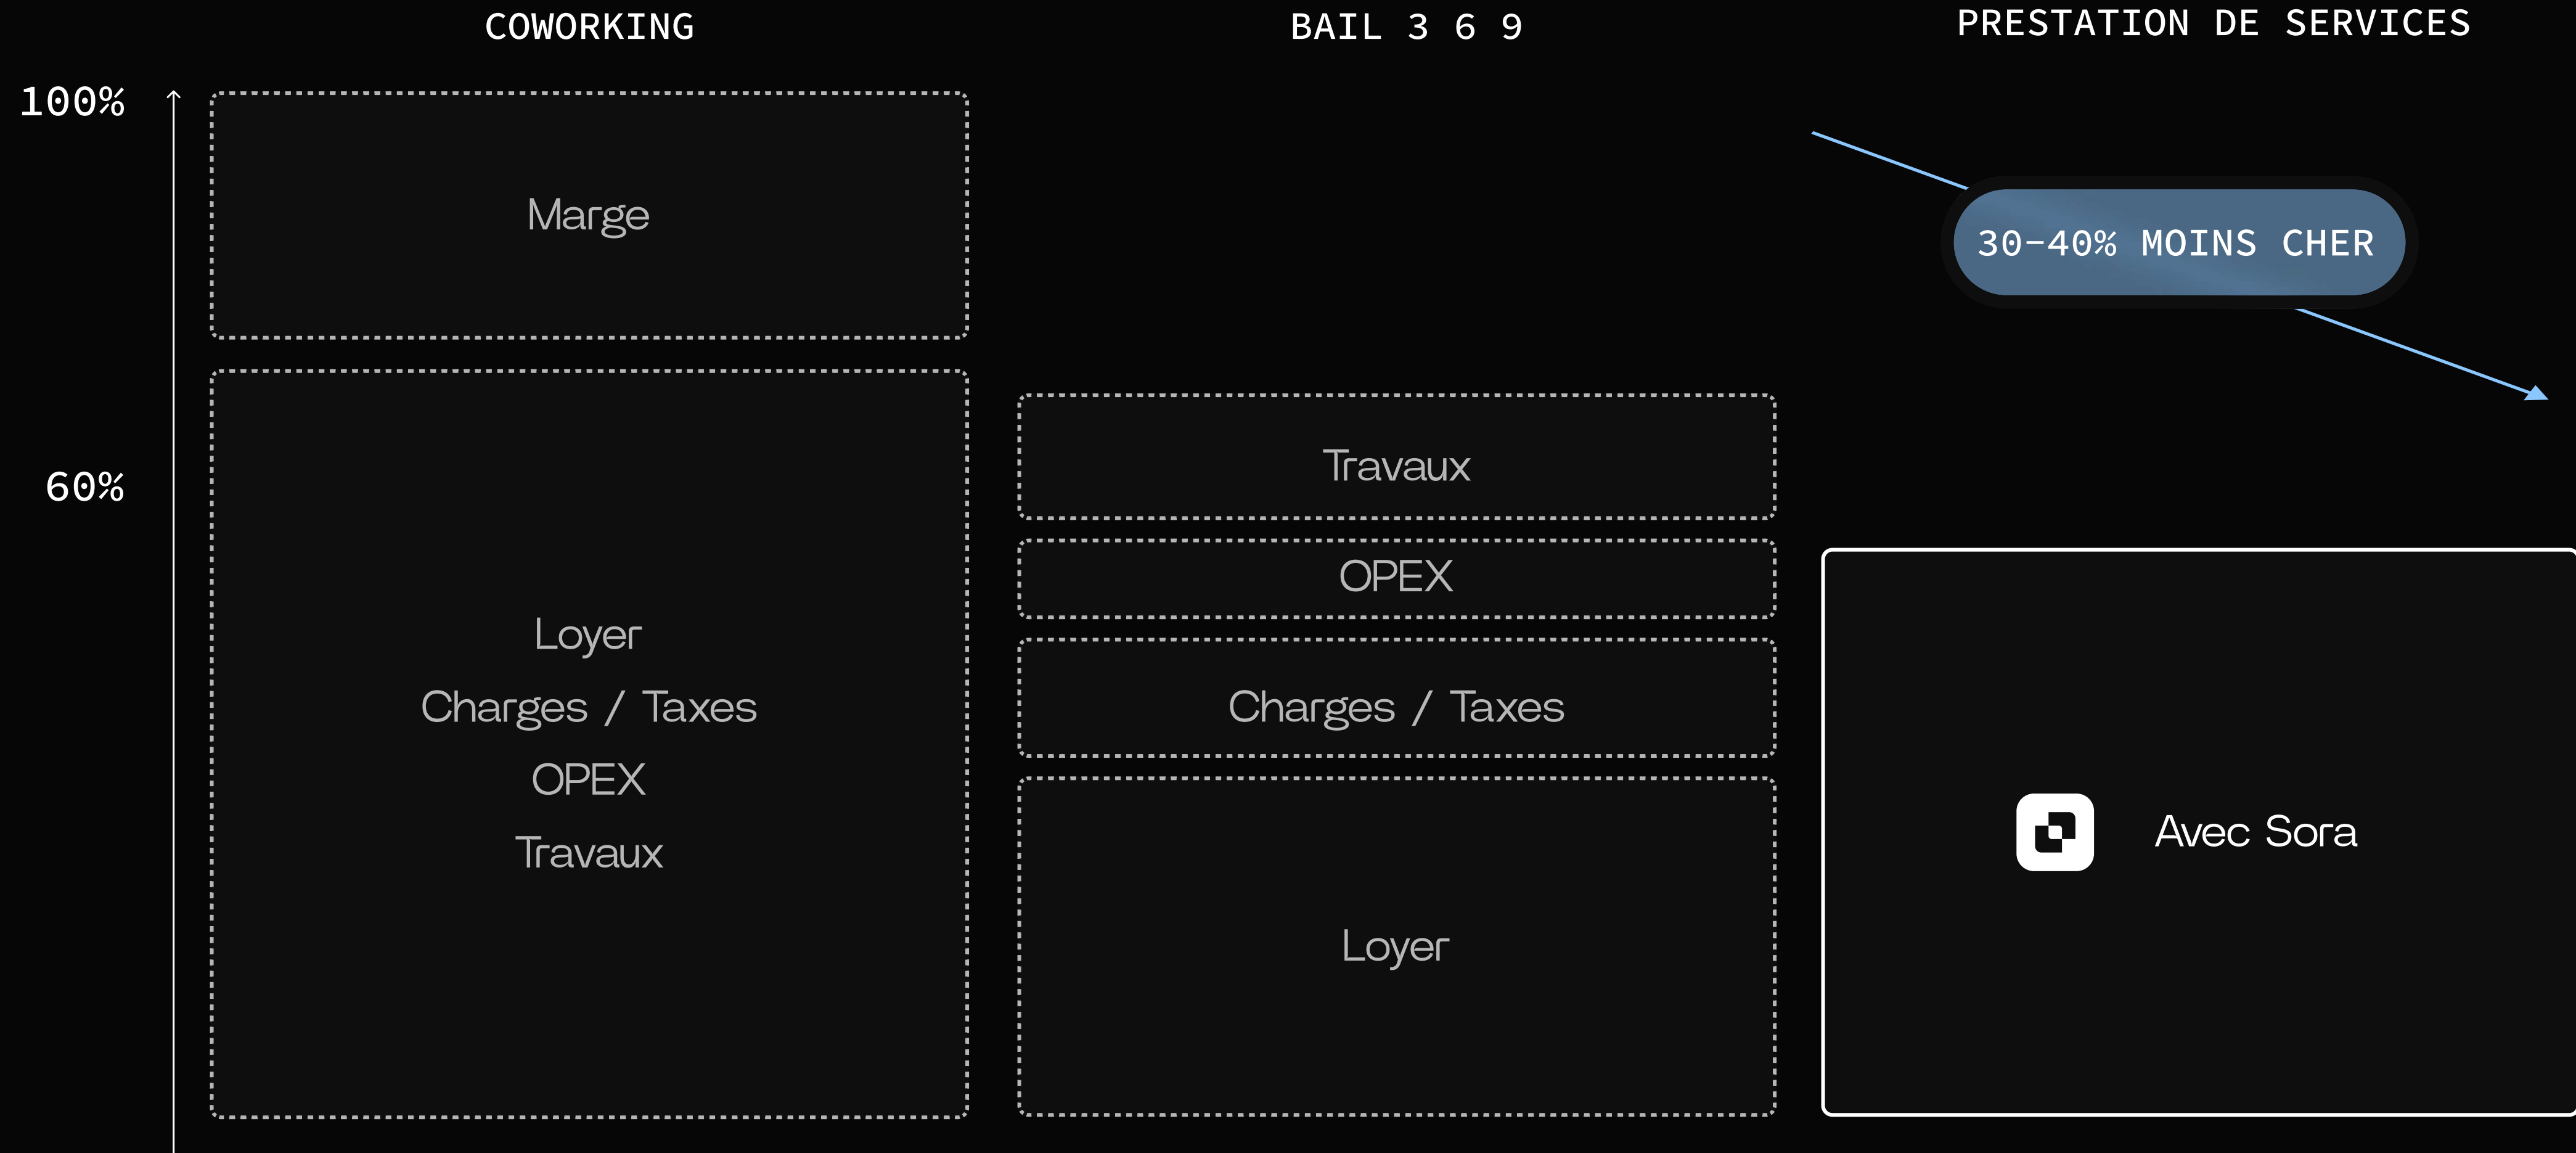 COWORKING
BAIL 3 6 9
PRESTATION DE SERVICES
100%
60%
Marge
Loyer
Charges / Taxes
OPEX
Travaux
Travaux
OPEX
Charges / Taxes
Loyer
30-40% MOINS CHER
Avec Sora